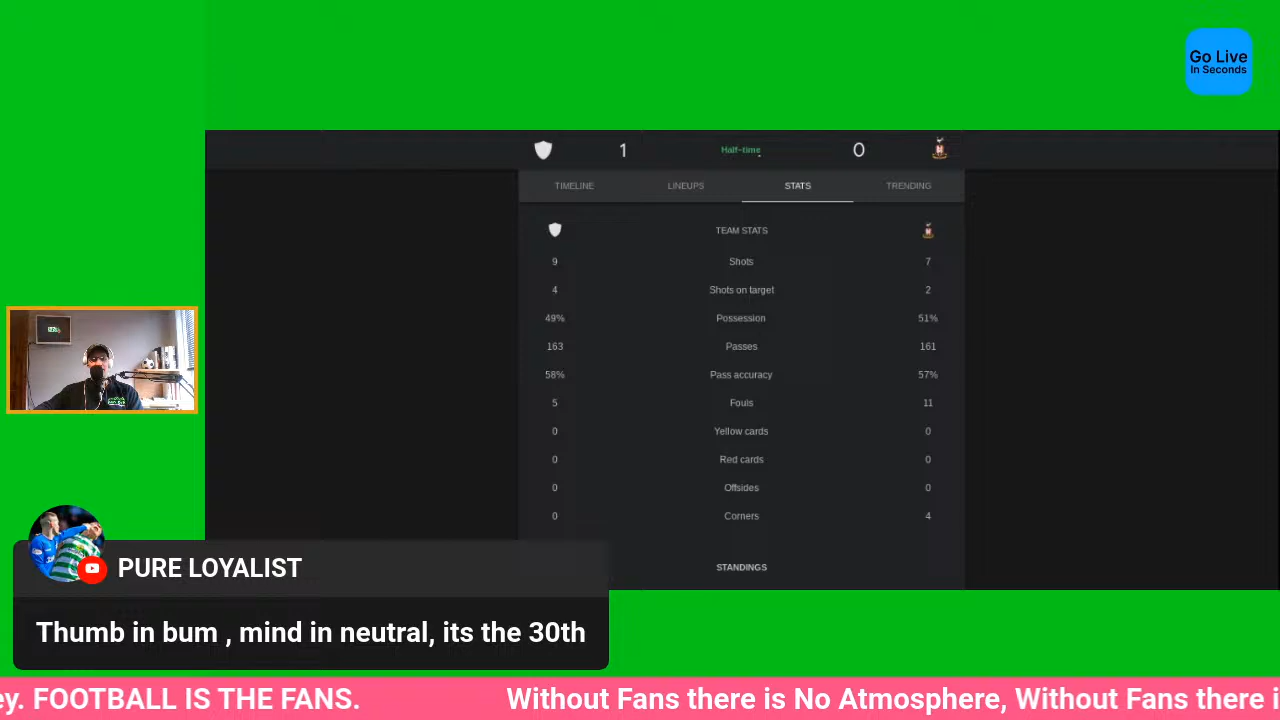 Go Live
In Seconds
1 Half-time 0
TIMELINE LINEUPS STATS TRENDING
TEAM STATS
9 Shots 7
4 Shots on target 2
49% Possession 51%
163 Passes 161
58% Pass accuracy 57%
5 Fouls 11
0 Yellow cards 0
0 Red cards 0
0 Offsides 0
0 Corners 4
STANDINGS
PURE LOYALIST
Thumb in bum , mind in neutral, its the 30th
ey. FOOTBALL IS THE FANS. Without Fans there is No Atmosphere, Without Fans there i